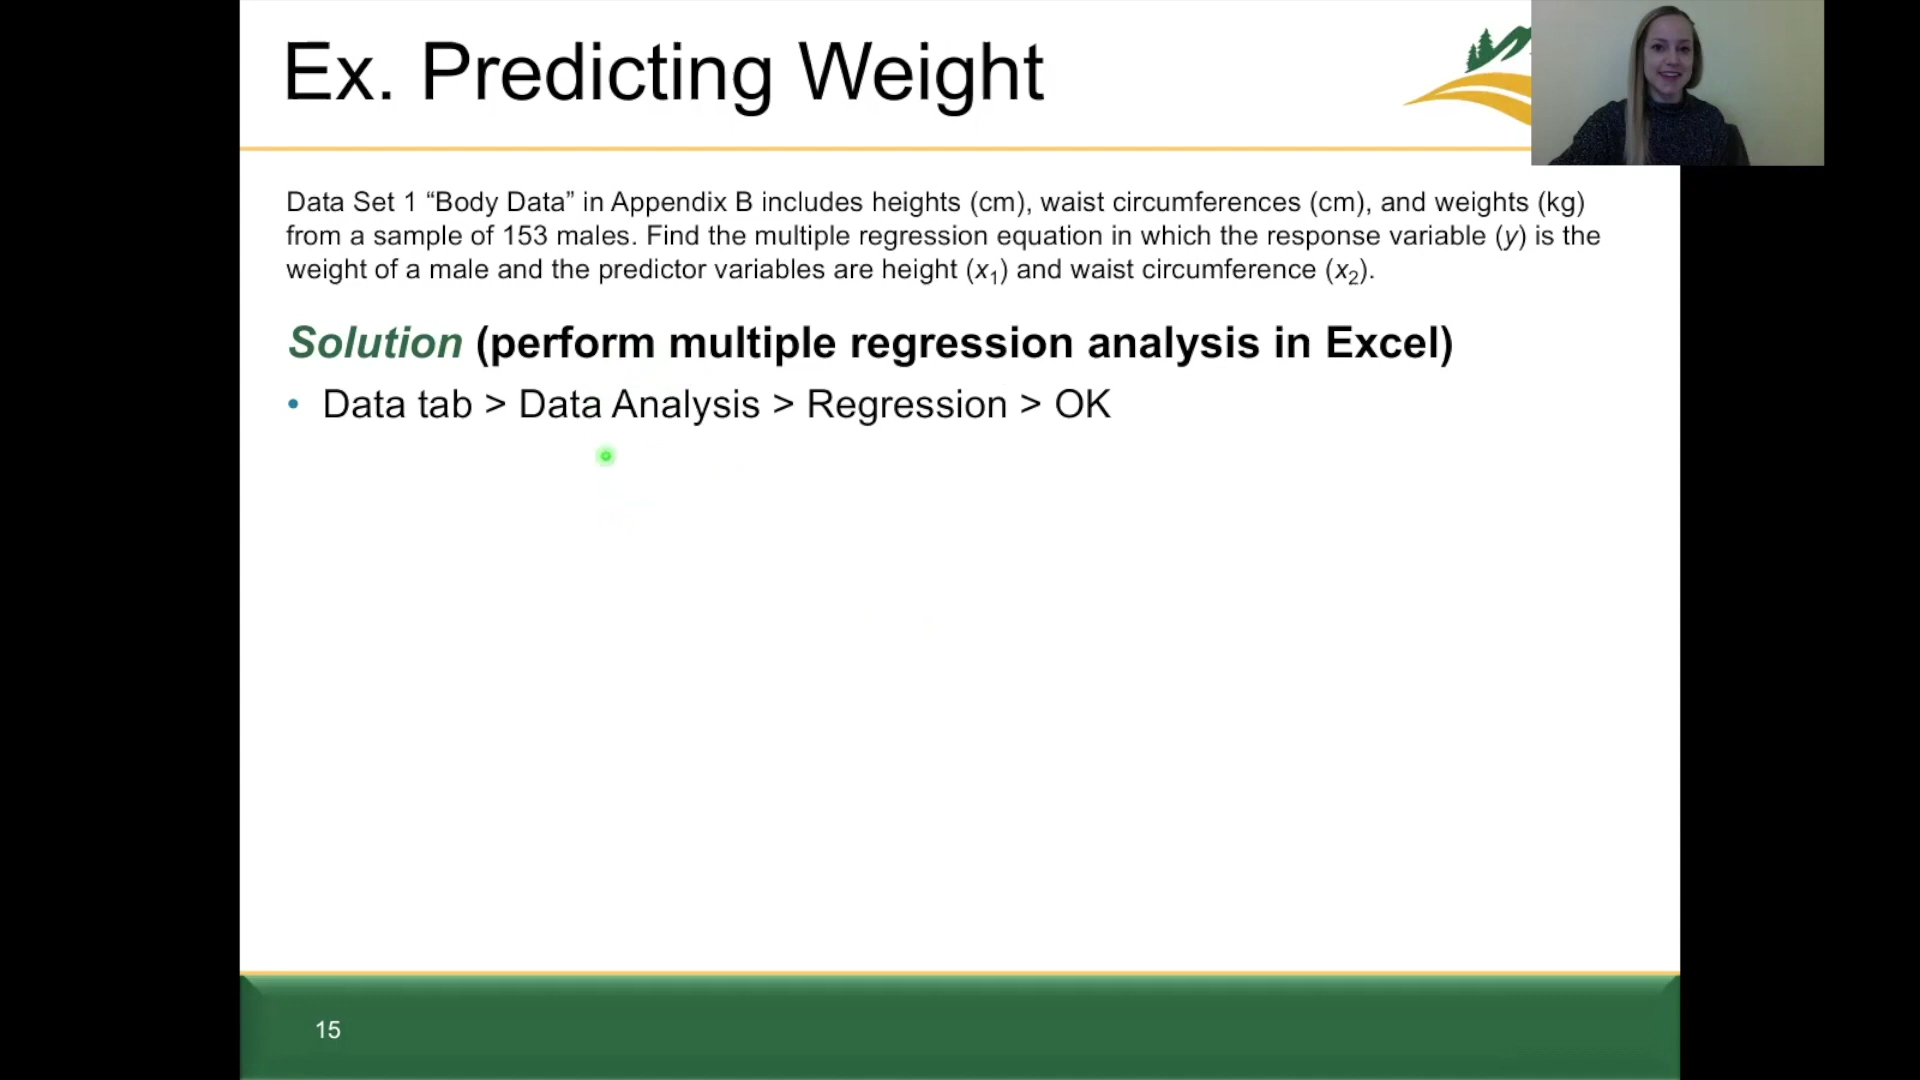 Ex. Predicting Weight
Data Set 1 “Body Data” in Appendix B includes heights (cm), waist circumferences (cm), and weights (kg)
from a sample of 153 males. Find the multiple regression equation in which the response variable (y) is the
weight of a male and the predictor variables are height (x₁) and waist circumference (x₂).
Solution (perform multiple regression analysis in Excel)
• Data tab > Data Analysis > Regression > OK
15